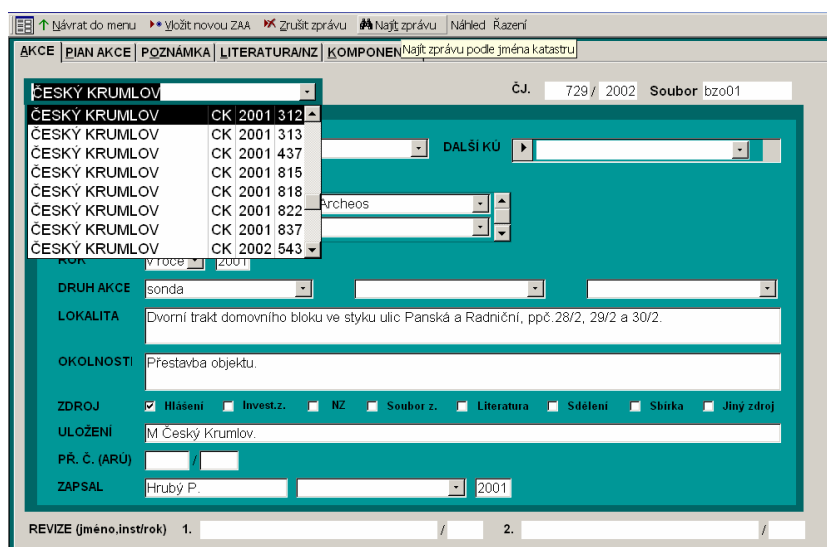 Návrat do menu Vložit novou ZAA Zrušit zprávu Najít zprávu Náhled Řazení
AKCE PIAN AKCE POZNÁMKA LITERATURA/NZ KOMPONEN
Najít zprávu podle jména katastru
ČESKÝ KRUMLOV ČJ. 729 / 2002 Soubor bzo01
ČESKÝ KRUMLOV CK 2001 312
ČESKÝ KRUMLOV CK 2001 313
ČESKÝ KRUMLOV CK 2001 437
DALŠÍ KÚ
ČESKÝ KRUMLOV CK 2001 815
ČESKÝ KRUMLOV CK 2001 818
ČESKÝ KRUMLOV CK 2001 822
Archeos
ČESKÝ KRUMLOV CK 2001 837
ČESKÝ KRUMLOV CK 2002 543
ROK V roce 2001
DRUH AKCE sonda
LOKALITA Dvorní trakt domovního bloku ve styku ulic Panská a Radniční, ppč.28/2, 29/2 a 30/2.
OKOLNOSTI Přestavba objektu.
ZDROJ Hlášení Invest.z. NZ Soubor z. Literatura Sdělení Sbírka Jiný zdroj
ULOŽENÍ M Český Krumlov.
PŘ. Č. (ARÚ) /
ZAPSAL Hrubý P. 2001
REVIZE (jméno,inst/rok) 1. / 2. /